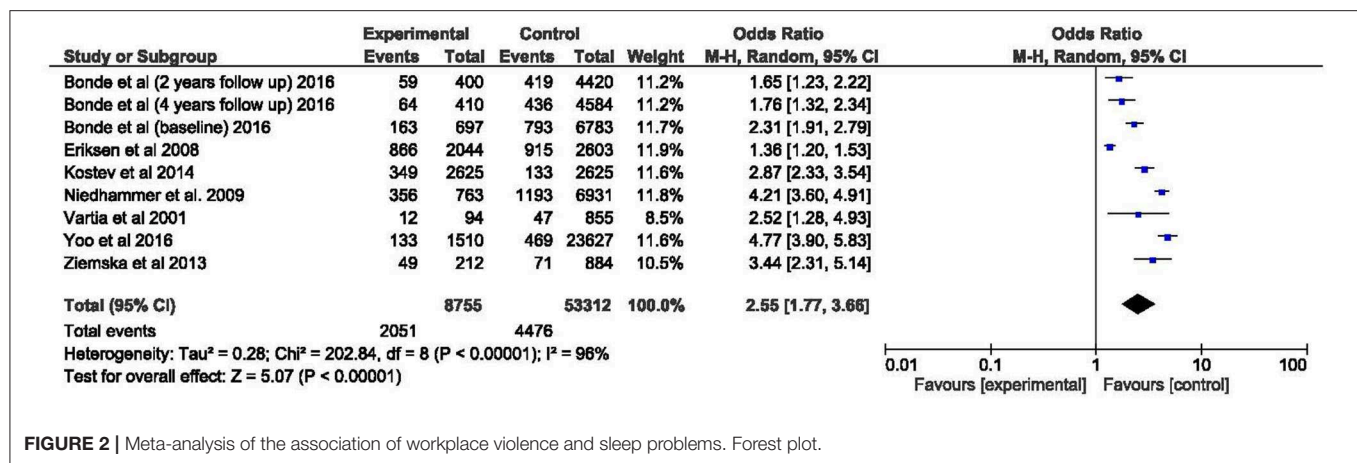 Experimental Control Odds Ratio Odds Ratio
Study or Subgroup Events Total Events Total Weight M-H, Random, 95% CI M-H, Random, 95% CI
Bonde et al (2 years follow up) 2016 59 400 419 4420 11.2% 1.65 [1.23, 2.22]
Bonde et al (4 years follow up) 2016 64 410 436 4584 11.2% 1.76 [1.32, 2.34]
Bonde et al (baseline) 2016 163 697 793 6783 11.7% 2.31 [1.91, 2.79]
Eriksen et al 2008 866 2044 915 2603 11.9% 1.36 [1.20, 1.53]
Kostev et al 2014 349 2625 133 2625 11.6% 2.87 [2.33, 3.54]
Niedhammer et al. 2009 356 763 1193 6931 11.8% 4.21 [3.60, 4.91]
Vartia et al 2001 12 94 47 855 8.5% 2.52 [1.28, 4.93]
Yoo et al 2016 133 1510 469 23627 11.6% 4.77 [3.90, 5.83]
Ziemska et al 2013 49 212 71 884 10.5% 3.44 [2.31, 5.14]
Total (95% CI) 8755 53312 100.0% 2.55 [1.77, 3.66]
Total events 2051 4476
Heterogeneity: Tau² = 0.28; Chi² = 202.84, df = 8 (P < 0.00001); I² = 96%
Test for overall effect: Z = 5.07 (P < 0.00001)
0.01 0.1 1 10 100
Favours [experimental] Favours [control]
FIGURE 2 | Meta-analysis of the association of workplace violence and sleep problems. Forest plot.